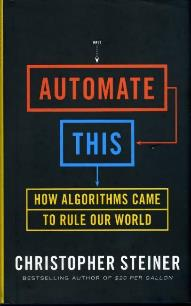 AUTOMATE
THIS
HOW ALGORITHMS CAME
TO RULE OUR WORLD
CHRISTOPHER STEINER
BESTSELLING AUTHOR OF $20 PER GALLON